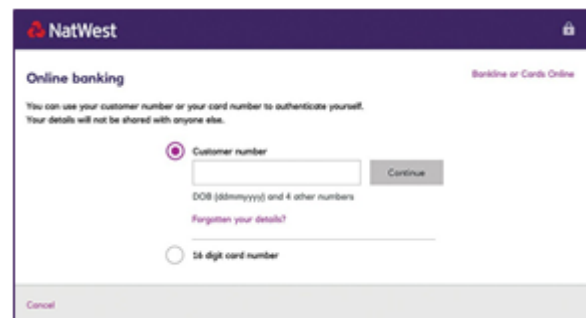 NatWest
Online banking
Bankline or Cards Online
You can use your customer number or your card number to authenticate yourself.
Your details will not be shared with anyone else.
Customer number
Continue
DOB (ddmmyyyy) and 4 other numbers
Forgotten your details?
16 digit card number
Cancel